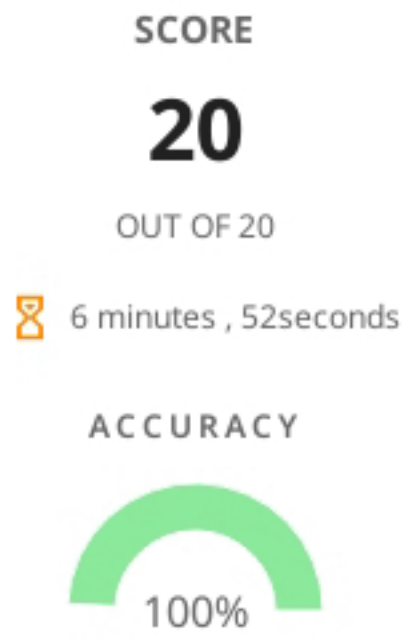 SCORE
20
OUT OF 20
6 minutes , 52seconds
ACCURACY
100%